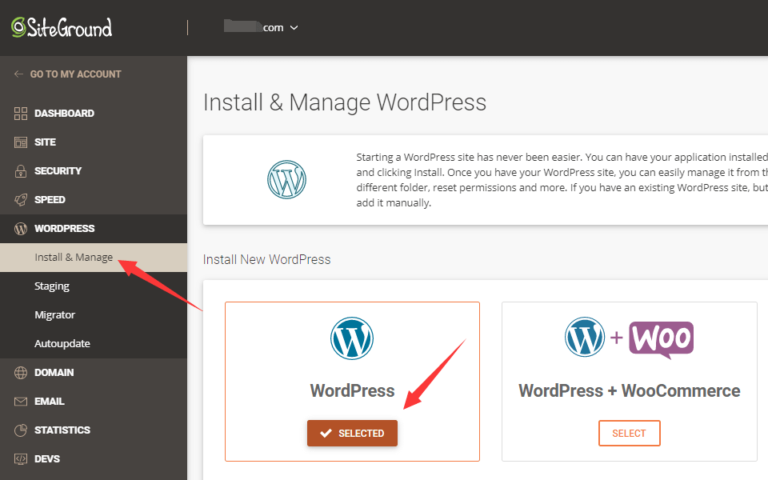 SiteGround
com
GO TO MY ACCOUNT
DASHBOARD
SITE
SECURITY
SPEED
WORDPRESS
Install & Manage
Staging
Migrator
Autoupdate
DOMAIN
EMAIL
STATISTICS
DEVS
Install & Manage WordPress
Starting a WordPress site has never been easier. You can have your application installed
and clicking Install. Once you have your WordPress site, you can easily manage it from th
different folder, reset permissions and more. If you have an existing WordPress site, but
add it manually.
Install New WordPress
WordPress
SELECTED
+ WOO
WordPress + WooCommerce
SELECT